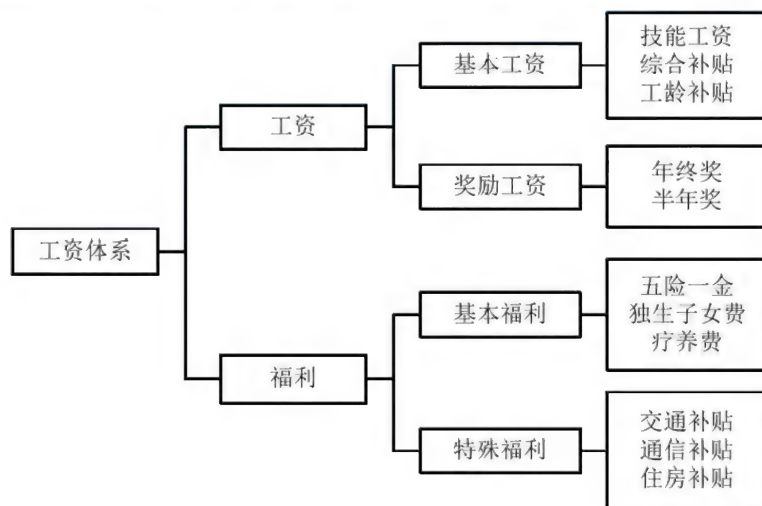 工资体系
工资
基本工资
技能工资
综合补贴
工龄补贴
奖励工资
年终奖
半年奖
福利
基本福利
五险一金
独生子女费
疗养费
特殊福利
交通补贴
通信补贴
住房补贴